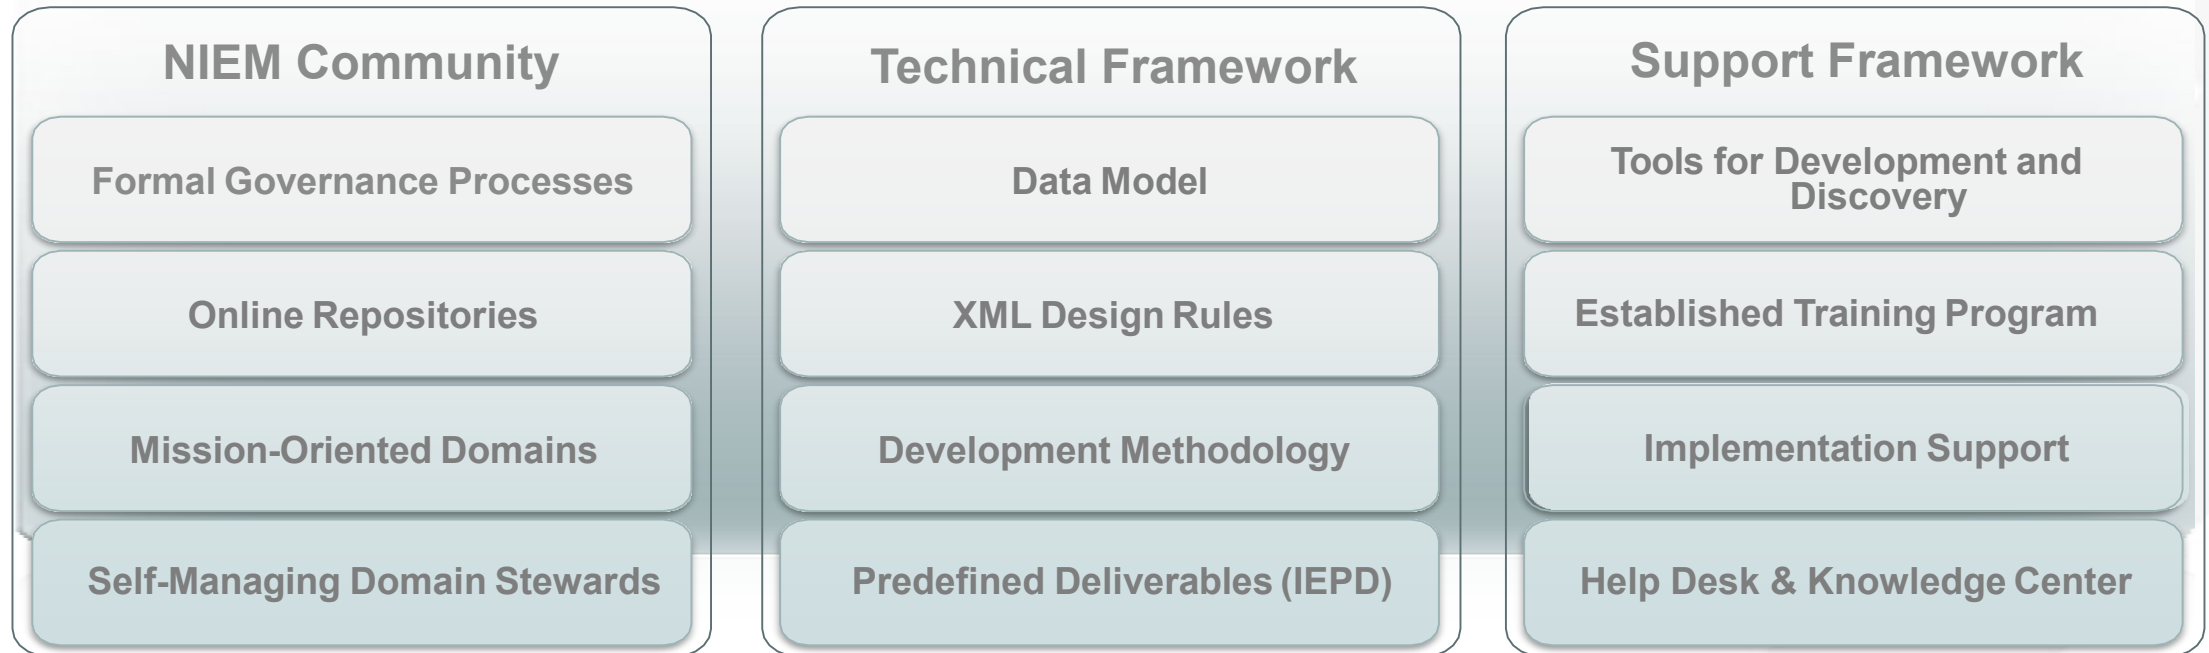 NIEM Community
Formal Governance Processes
Online Repositories
Mission-Oriented Domains
Self-Managing Domain Stewards
Technical Framework
Data Model
XML Design Rules
Development Methodology
Predefined Deliverables (IEPD)
Support Framework
Tools for Development and
Discovery
Established Training Program
Implementation Support
Help Desk & Knowledge Center